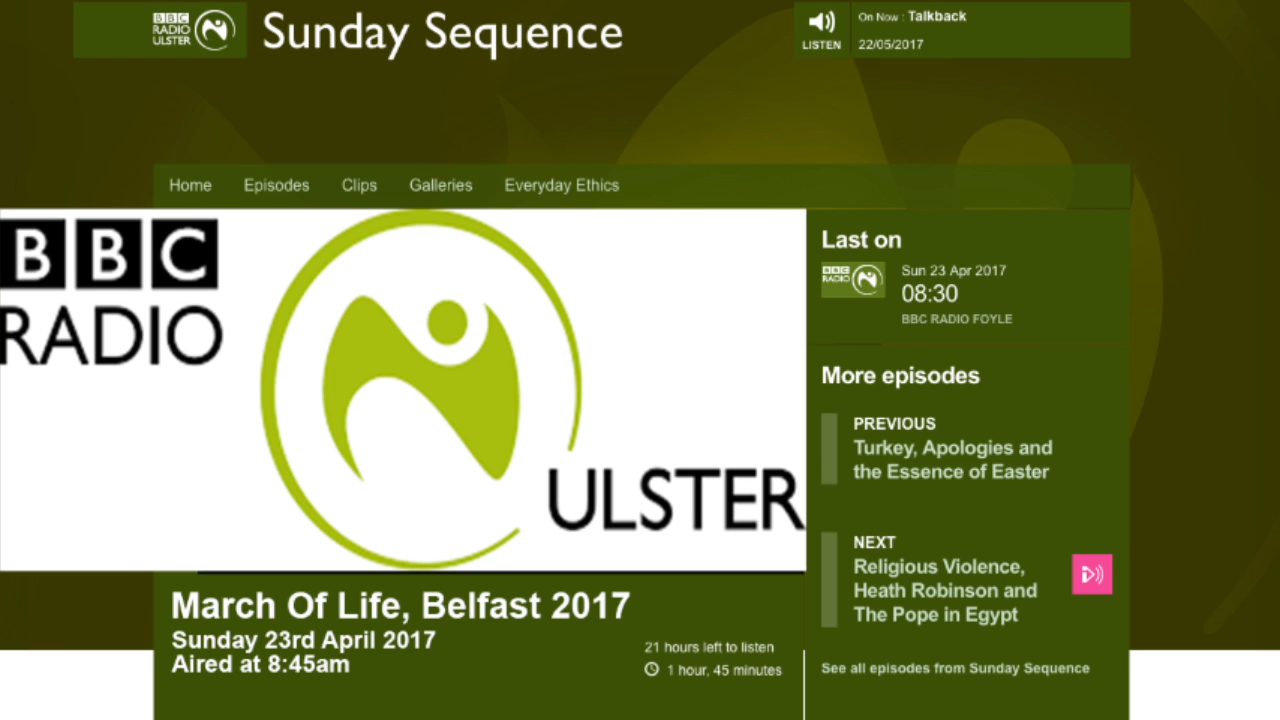 BBC
RADIO
ULSTER
Sunday Sequence
LISTEN
On Now : Talkback
22/05/2017
Home Episodes Clips Galleries Everyday Ethics
BBC
RADIO
ULSTER
Last on
BBC
RADIO
Sun 23 Apr 2017
08:30
BBC RADIO FOYLE
More episodes
PREVIOUS
Turkey, Apologies and
the Essence of Easter
NEXT
Religious Violence,
Heath Robinson and
The Pope in Egypt
See all episodes from Sunday Sequence
March Of Life, Belfast 2017
Sunday 23rd April 2017
Aired at 8:45am
21 hours left to listen
1 hour, 45 minutes